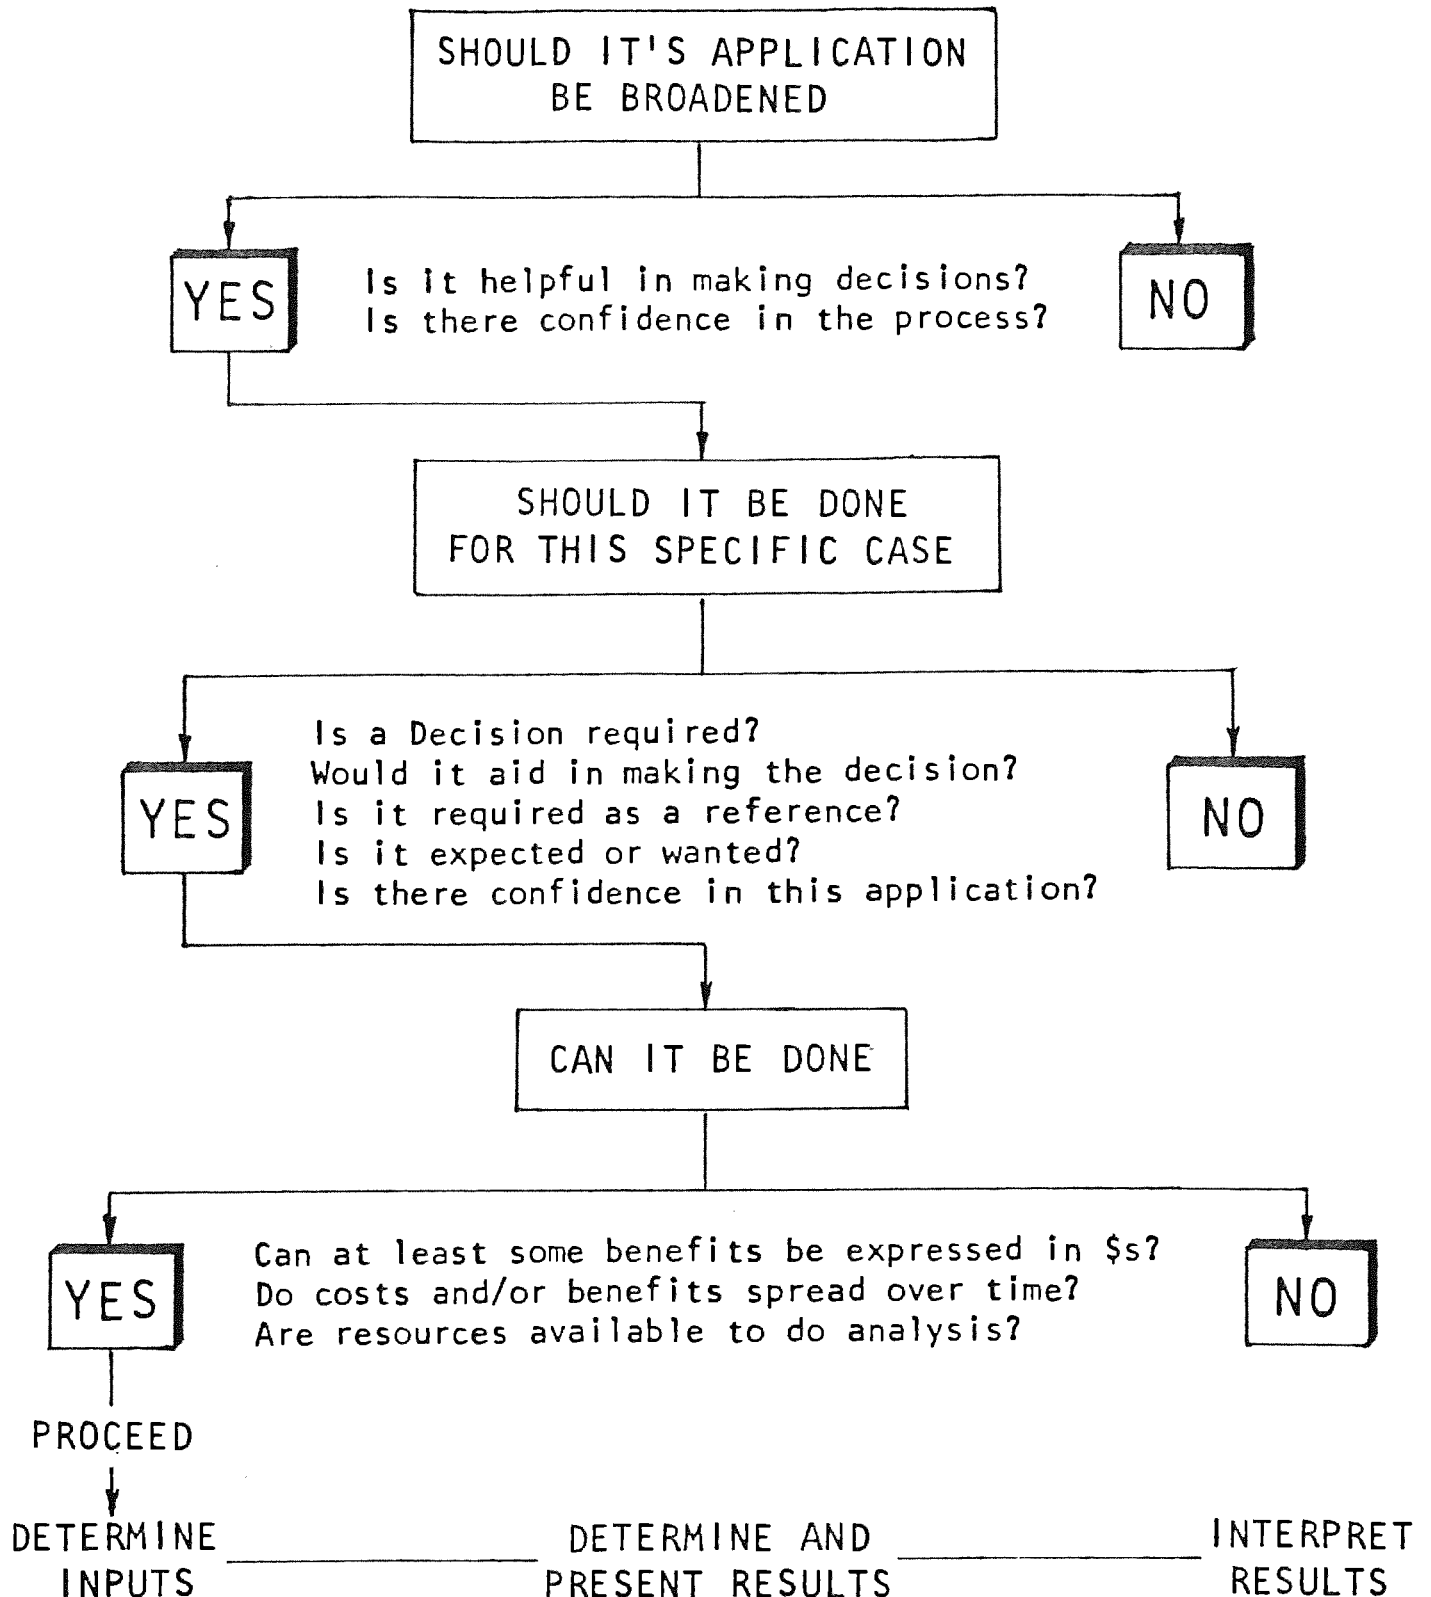 SHOULD IT'S APPLICATION
BE BROADENED
YES
Is it helpful in making decisions?
Is there confidence in the process?
NO
SHOULD IT BE DONE
FOR THIS SPECIFIC CASE
YES
Is a Decision required?
Would it aid in making the decision?
Is it required as a reference?
Is it expected or wanted?
Is there confidence in this application?
NO
CAN IT BE DONE
YES
Can at least some benefits be expressed in $s?
Do costs and/or benefits spread over time?
Are resources available to do analysis?
NO
PROCEED
DETERMINE
INPUTS
DETERMINE AND
PRESENT RESULTS
INTERPRET
RESULTS